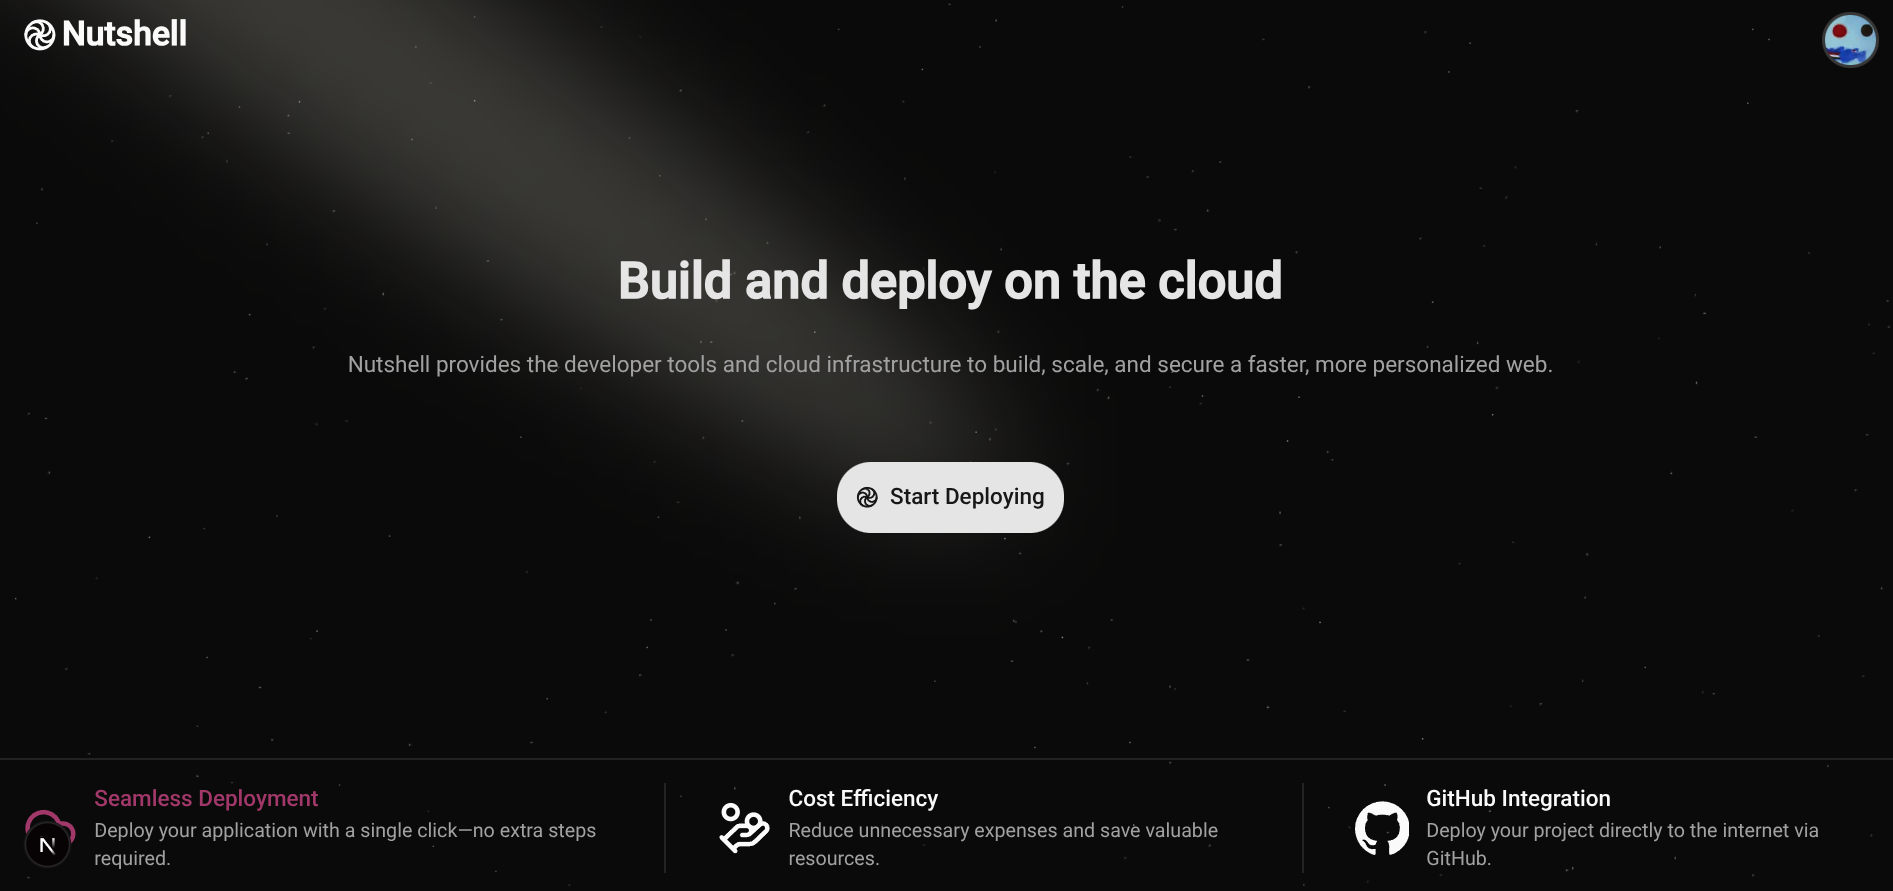 Nutshell
Build and deploy on the cloud
Nutshell provides the developer tools and cloud infrastructure to build, scale, and secure a faster, more personalized web.
Start Deploying
Seamless Deployment
Deploy your application with a single click—no extra steps
required.
N
Cost Efficiency
Reduce unnecessary expenses and save valuable
resources.
GitHub Integration
Deploy your project directly to the internet via
GitHub.